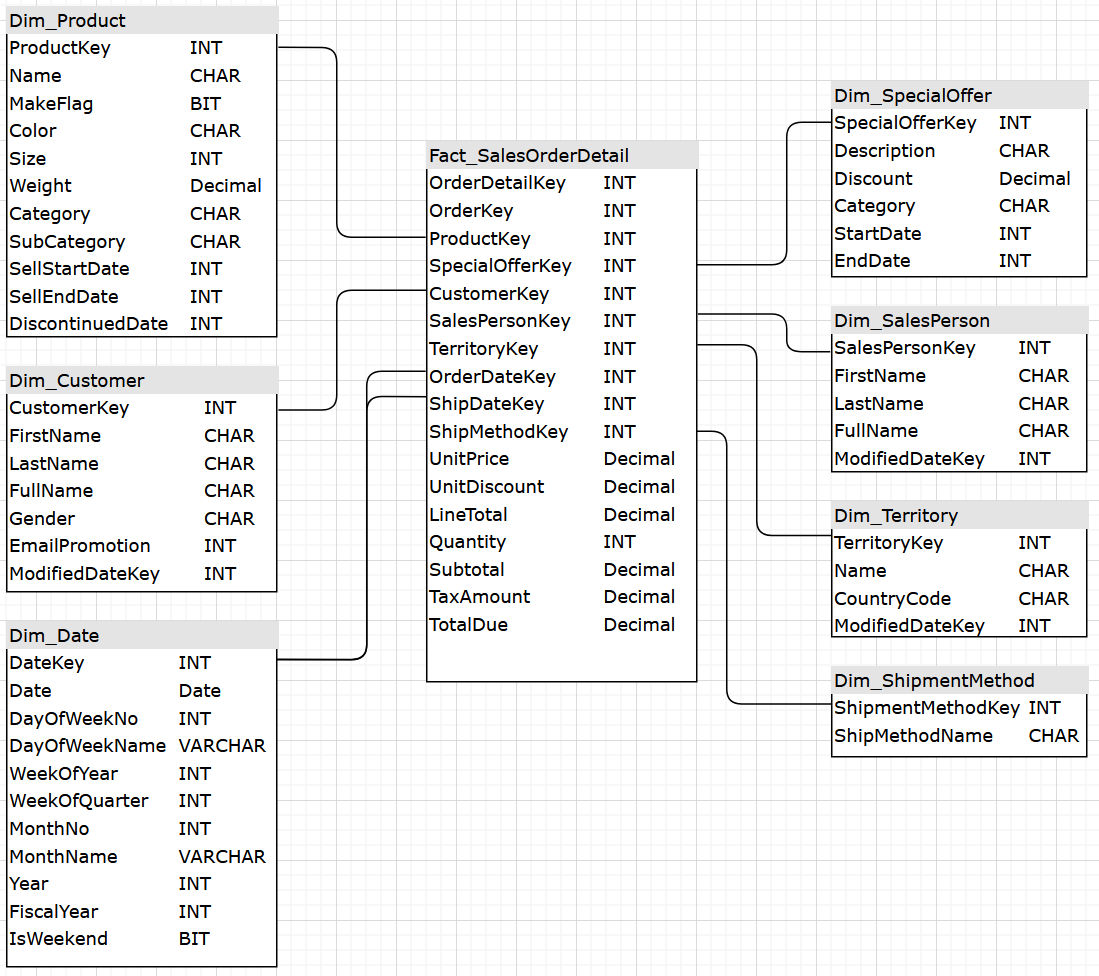 Dim_Product
ProductKey INT
Name CHAR
MakeFlag BIT
Color CHAR
Size INT
Weight Decimal
Category CHAR
SubCategory CHAR
SellStartDate INT
SellEndDate INT
DiscontinuedDate INT
Dim_Customer
CustomerKey INT
FirstName CHAR
LastName CHAR
FullName CHAR
Gender CHAR
EmailPromotion INT
ModifiedDateKey INT
Dim_Date
DateKey INT
Date Date
DayOfWeekNo INT
DayOfWeekName VARCHAR
WeekOfYear INT
WeekOfQuarter INT
MonthNo INT
MonthName VARCHAR
Year INT
FiscalYear INT
IsWeekend BIT
Fact_SalesOrderDetail
OrderDetailKey INT
OrderKey INT
ProductKey INT
SpecialOfferKey INT
CustomerKey INT
SalesPersonKey INT
TerritoryKey INT
OrderDateKey INT
ShipDateKey INT
ShipMethodKey INT
UnitPrice Decimal
UnitDiscount Decimal
LineTotal Decimal
Quantity INT
Subtotal Decimal
TaxAmount Decimal
TotalDue Decimal
Dim_SpecialOffer
SpecialOfferKey INT
Description CHAR
Discount Decimal
Category CHAR
StartDate INT
EndDate INT
Dim_SalesPerson
SalesPersonKey INT
FirstName CHAR
LastName CHAR
FullName CHAR
ModifiedDateKey INT
Dim_Territory
TerritoryKey INT
Name CHAR
CountryCode CHAR
ModifiedDateKey INT
Dim_ShipmentMethod
ShipmentMethodKey INT
ShipMethodName CHAR